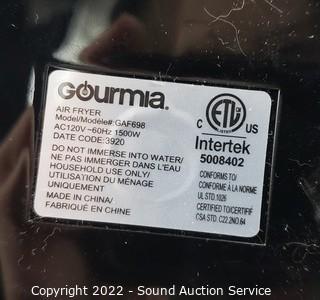 GOURMIA.
AIR FRYER
Model/Modèle#:GAF698
AC120V ~60Hz 1500W
DATE CODE:3920
DO NOT IMMERSE INTO WATER/
NE PAS IMMERGER DANS L'EAU
HOUSEHOLD USE ONLY/
UTILISATION DU MÉNAGE
UNIQUEMENT
MADE IN CHINA/
FABRIQUÉ EN CHINE
C ETL US
LISTED
Intertek
5008402
CONFORMS TO/
CONFORME À LA NORME
UL STD.1026
CERTIFIED TO/CERTIFIÉ
CSA STD. C22.2NO.64
Copyright 2022 - Sound Auction Service